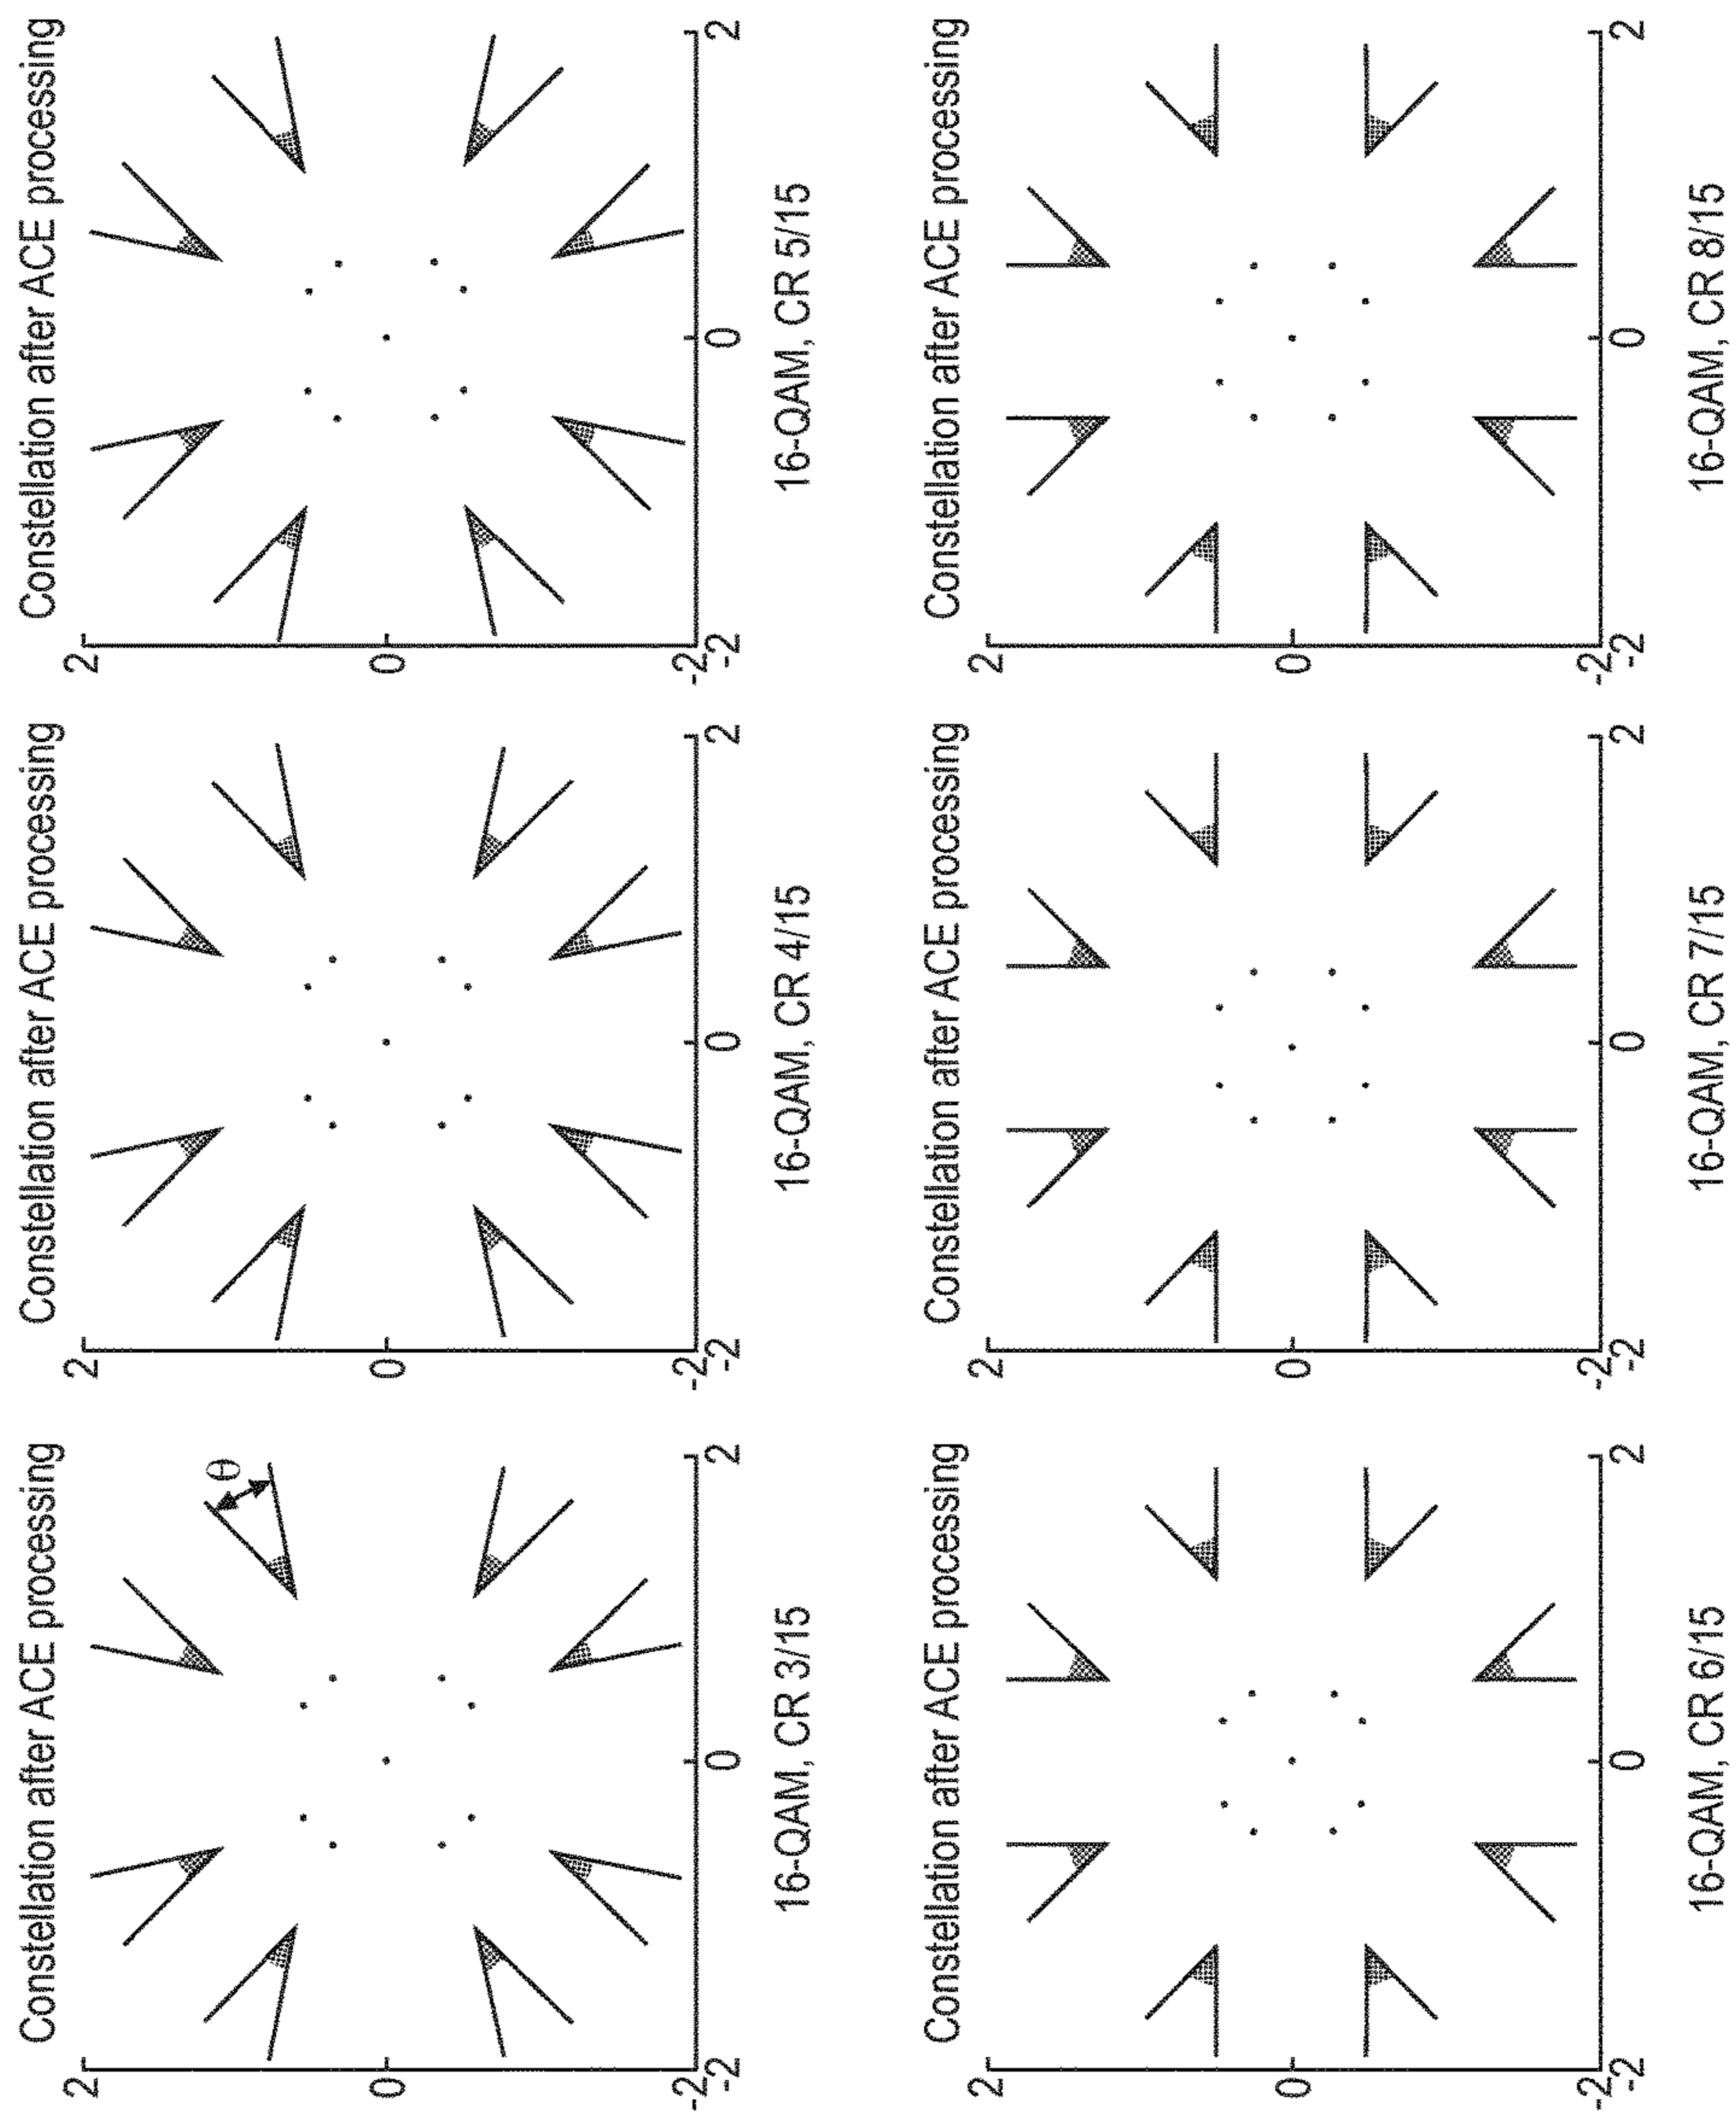 Constellation after ACE processing
2
θ
0
-2
-2
0
2
16-QAM, CR 3/15
Constellation after ACE processing
2
0
-2
-2
0
2
16-QAM, CR 4/15
Constellation after ACE processing
2
0
-2
-2
0
2
16-QAM, CR 5/15
Constellation after ACE processing
2
0
-2
-2
0
2
16-QAM, CR 6/15
Constellation after ACE processing
2
0
-2
-2
0
2
16-QAM, CR 7/15
Constellation after ACE processing
2
0
-2
-2
0
2
16-QAM, CR 8/15